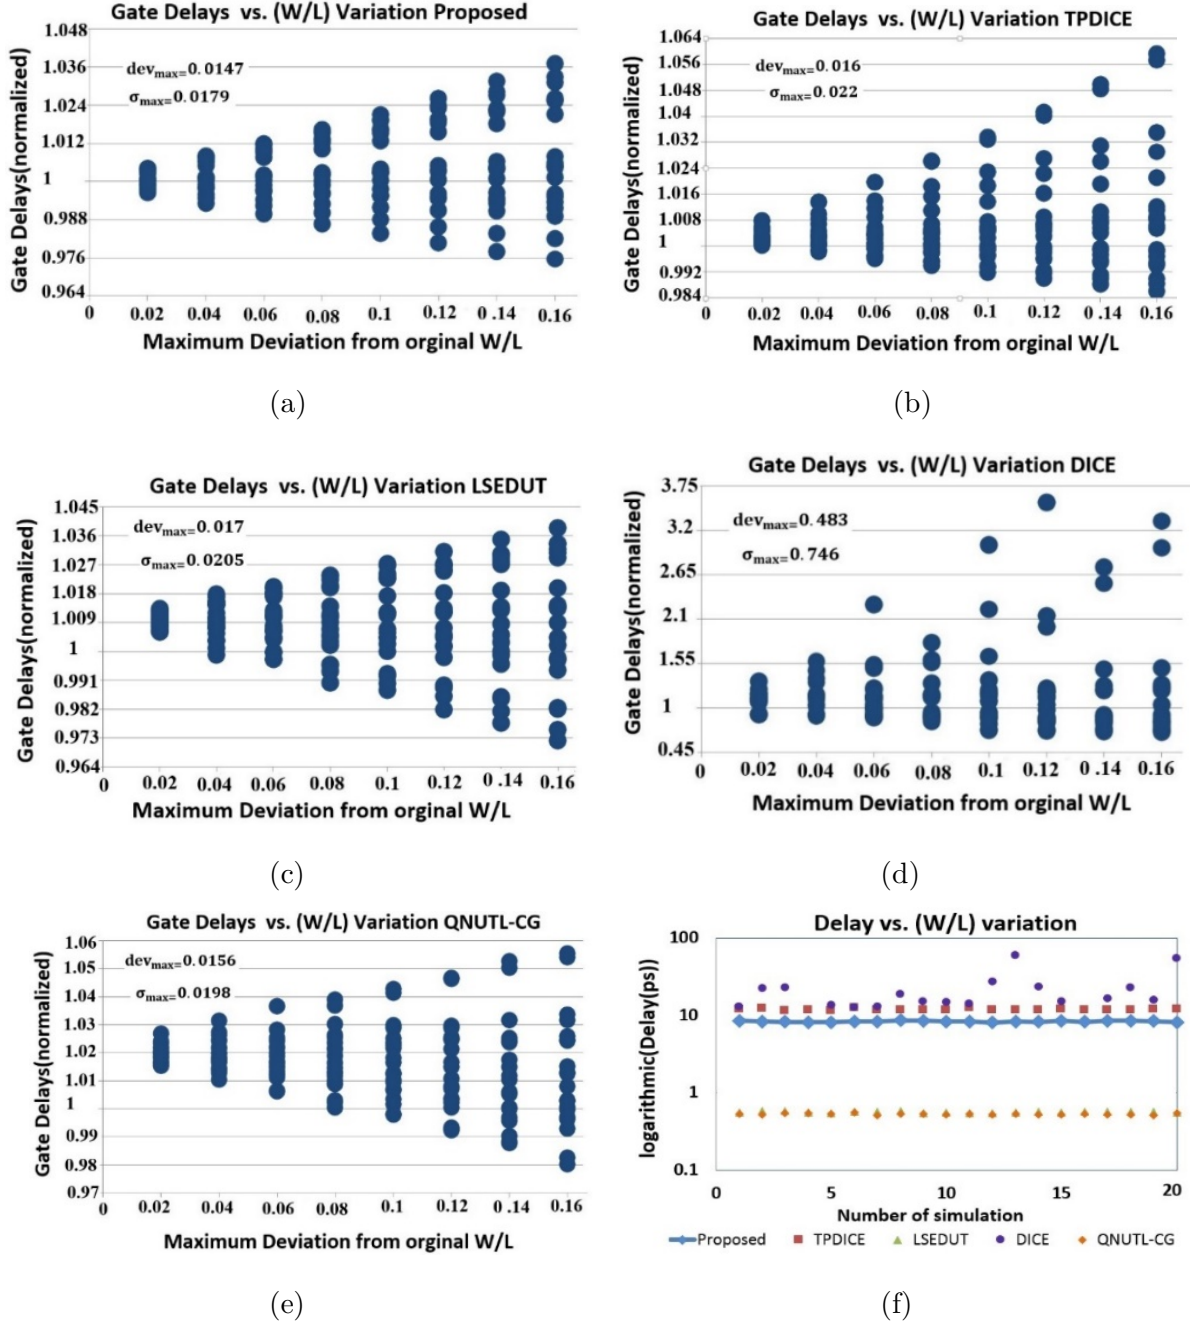 Gate Delays vs. (W/L) Variation Proposed
1.048
1.036
1.024
1.012
1
0.988
0.976
0.964
Gate Delays(normalized)
devmax=0.0147
σmax=0.0179
0 0.02 0.04 0.06 0.08 0.1 0.12 0.14 0.16
Maximum Deviation from orginal W/L
(a)
Gate Delays vs. (W/L) Variation TPDICE
1.064
1.056
1.048
1.04
1.032
1.024
1.016
1.008
1
0.992
0.984
Gate Delays(normalized)
devmax=0.016
σmax=0.022
0 0.02 0.04 0.06 0.08 0.1 0.12 0.14 0.16
Maximum Deviation from orginal W/L
(b)
Gate Delays vs. (W/L) Variation LSEDUT
1.045
1.036
1.027
1.018
1.009
1
0.991
0.982
0.973
0.964
Gate Delays(normalized)
devmax=0.017
σmax=0.0205
0 0.02 0.04 0.06 0.08 0.1 0.12 0 .14 0.16
Maximum Deviation from orginal W/L
(c)
Gate Delays vs. (W/L) Variation DICE
3.75
3.2
2.65
2.1
1.55
1
0.45
Gate Delays(normalized)
devmax=0.483
σmax=0.746
0 0.02 0.04 0.06 0.08 0.1 0.12 0 .14 0.16
Maximum Deviation from orginal W/L
(d)
Gate Delays vs. (W/L) Variation QNUTL-CG
1.06
1.05
1.04
1.03
1.02
1.01
1
0.99
0.98
0.97
Gate Delays(normalized)
devmax=0.0156
σmax=0.0198
0 0.02 0.04 0.06 0.08 0.1 0.12 0 .14 0.16
Maximum Deviation from orginal W/L
(e)
Delay vs. (W/L) variation
100
10
1
0.1
logarithmic(Delay(ps))
0 5 10 15 20
Number of simulation
Proposed TPDICE LSEDUT DICE QNUTL-CG
(f)